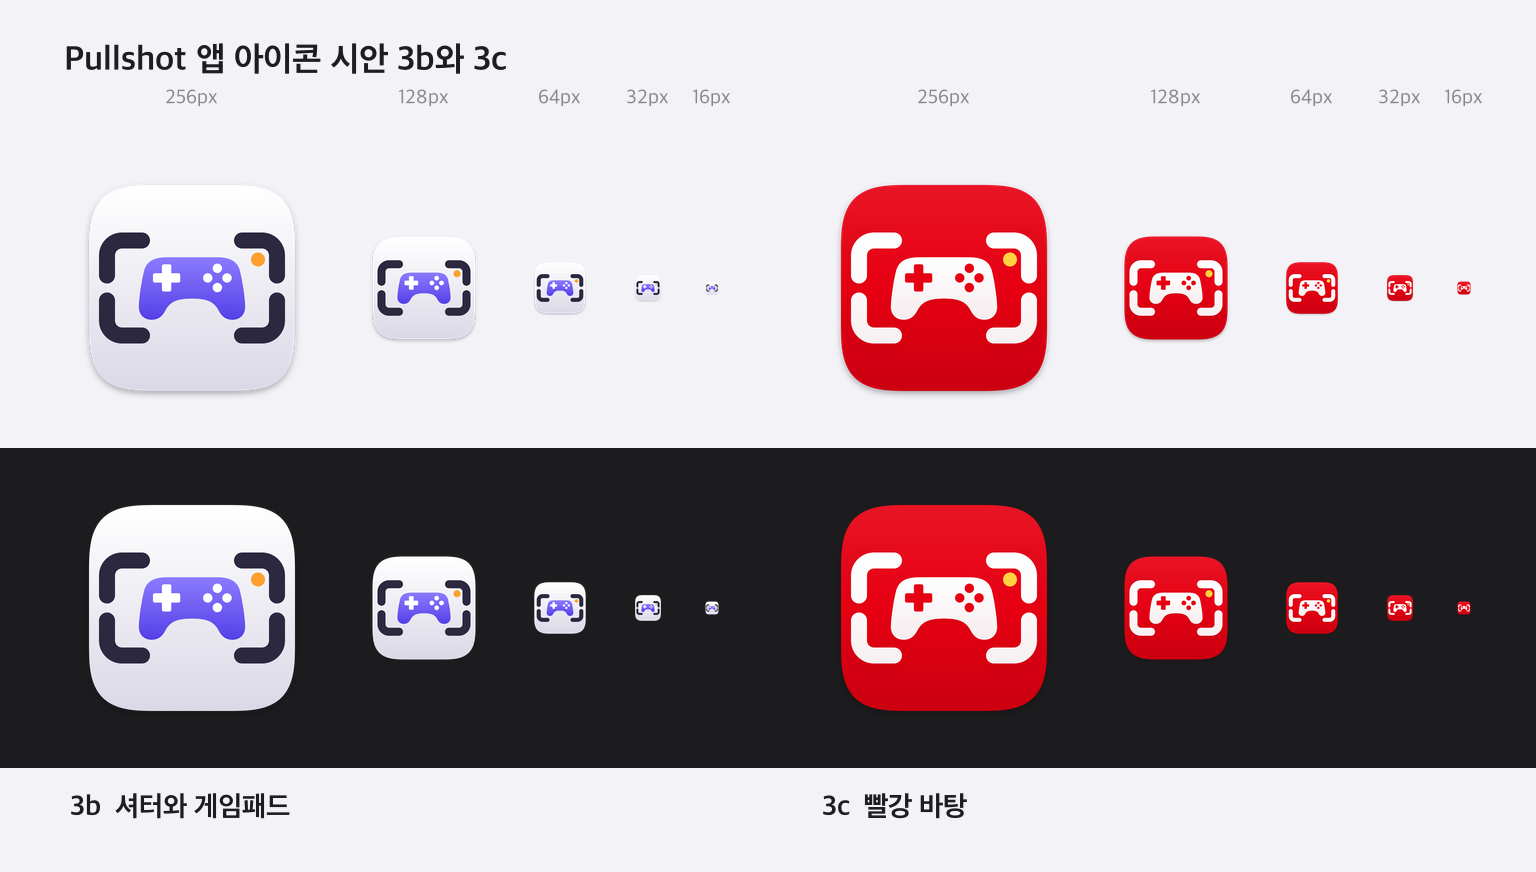 Pullshot 앱 아이콘 시안 3b와 3c
256px 128px 64px 32px 16px 256px 128px 64px 32px 16px
3b 셔터와 게임패드 3c 빨강 바탕